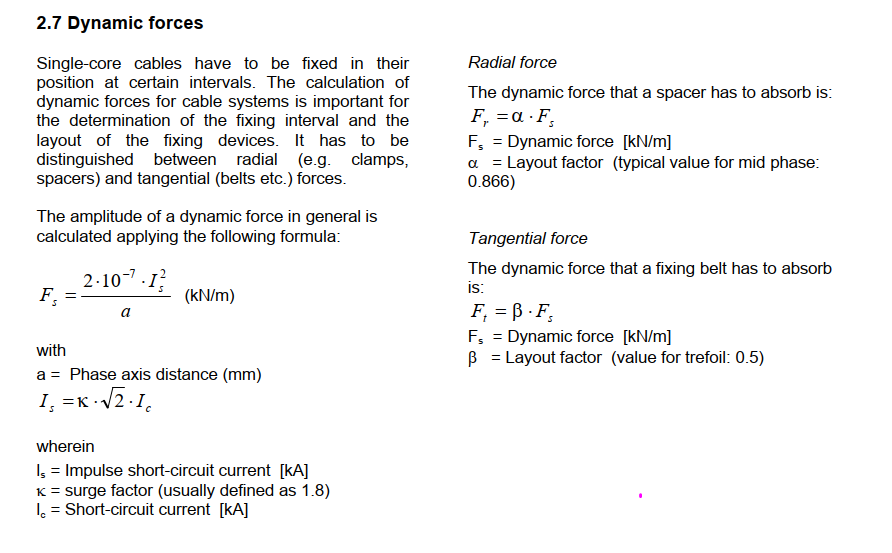 2.7 Dynamic forces
Single-core cables have to be fixed in their
position at certain intervals. The calculation of
dynamic forces for cable systems is important for
the determination of the fixing interval and the
layout of the fixing devices. It has to be
distinguished between radial (e.g. clamps,
spacers) and tangential (belts etc.) forces.
The amplitude of a dynamic force in general is
calculated applying the following formula:
F_s = \frac{2·10^{-7} · I_s^2}{a} (kN/m)
with
a = Phase axis distance (mm)
I_s = κ · √2 · I_c
wherein
I_s = Impulse short-circuit current [kA]
κ = surge factor (usually defined as 1.8)
I_c = Short-circuit current [kA]
Radial force
The dynamic force that a spacer has to absorb is:
F_r = α · F_s
F_s = Dynamic force [kN/m]
α = Layout factor (typical value for mid phase:
0.866)
Tangential force
The dynamic force that a fixing belt has to absorb
is:
F_t = β · F_s
F_s = Dynamic force [kN/m]
β = Layout factor (value for trefoil: 0.5)